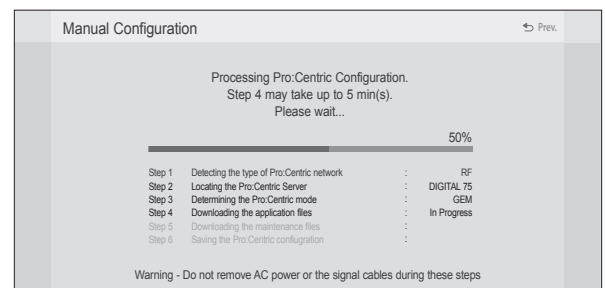 Manual Configuration
Prev.
Processing Pro:Centric Configuration.
Step 4 may take up to 5 min(s).
Please wait...
50%
Step 1 Detecting the type of Pro:Centric network : RF
Step 2 Locating the Pro:Centric Server : DIGITAL 75
Step 3 Determining the Pro:Centric mode : GEM
Step 4 Downloading the application files : In Progress
Step 5 Downloading the maintenance files :
Step 6 Saving the Pro:Centric confiugration :
Warning - Do not remove AC power or the signal cables during these steps